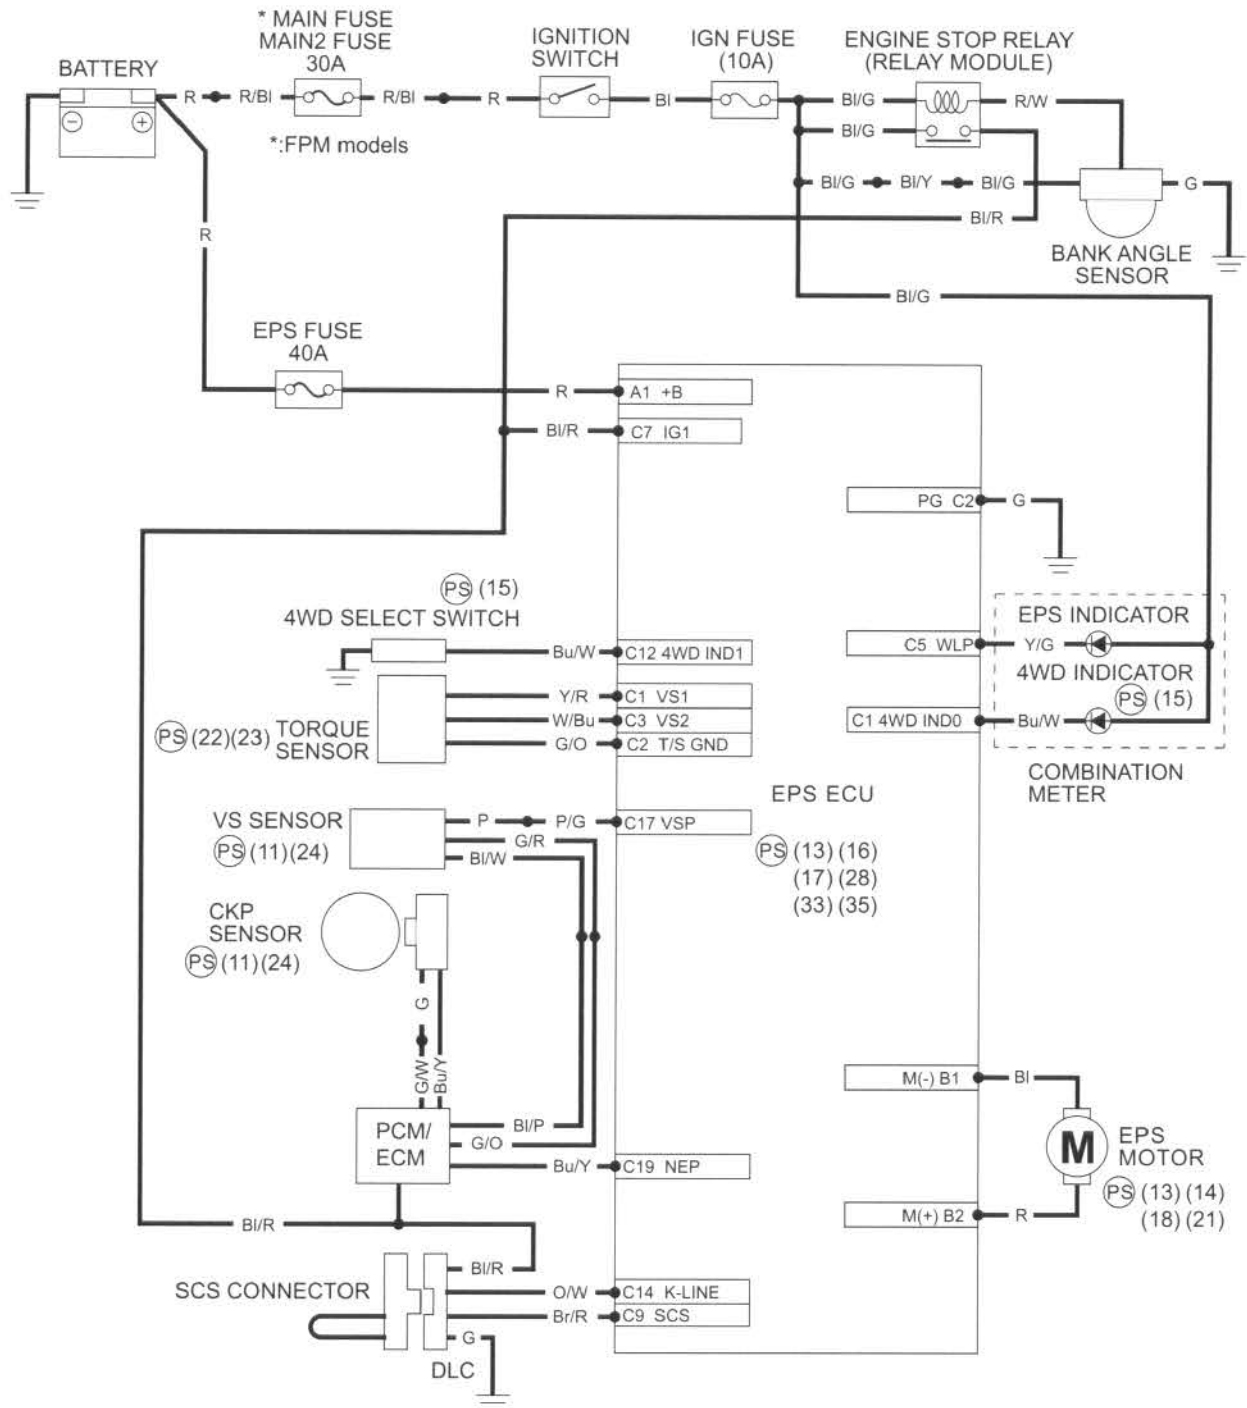 * MAIN FUSE
MAIN2 FUSE
30A
IGNITION
SWITCH
IGN FUSE
(10A)
ENGINE STOP RELAY
(RELAY MODULE)
BATTERY
R
R/Bl
R/Bl
R
Bl
Bl/G
R/W
*:FPM models
Bl/G
Bl/G
Bl/Y
Bl/G
G
Bl/R
R
BANK ANGLE
SENSOR
Bl/G
EPS FUSE
40A
R
A1 +B
Bl/R
C7 IG1
PG C2
G
PS (15)
4WD SELECT SWITCH
Bu/W
C12 4WD IND1
EPS INDICATOR
C5 WLP
Y/G
4WD INDICATOR
PS (15)
C1 4WD IND0
Bu/W
COMBINATION
METER
Y/R
C1 VS1
W/Bu
C3 VS2
G/O
C2 T/S GND
PS (22)(23)
TORQUE
SENSOR
EPS ECU
PS (13) (16)
(17) (28)
(33) (35)
VS SENSOR
PS (11)(24)
P
P/G
C17 VSP
G/R
Bl/W
CKP
SENSOR
PS (11)(24)
G
G/W
Bu/Y
PCM/
ECM
Bl/P
G/O
Bu/Y
C19 NEP
M(-) B1
Bl
M
EPS
MOTOR
PS (13) (14)
(18) (21)
M(+) B2
R
Bl/R
SCS CONNECTOR
Bl/R
O/W
C14 K-LINE
Br/R
C9 SCS
G
DLC